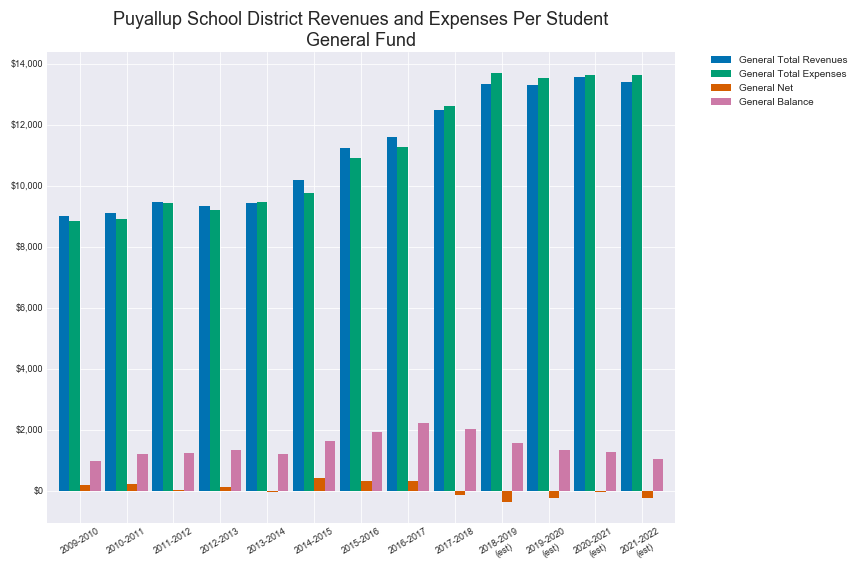 Puyallup School District Revenues and Expenses Per Student
General Fund
General Total Revenues
General Total Expenses
General Net
General Balance
$14,000
$12,000
$10,000
$8,000
$6,000
$4,000
$2,000
$0
2009-2010
2010-2011
2011-2012
2012-2013
2013-2014
2014-2015
2015-2016
2016-2017
2017-2018
2018-2019
(est)
2019-2020
(est)
2020-2021
(est)
2021-2022
(est)